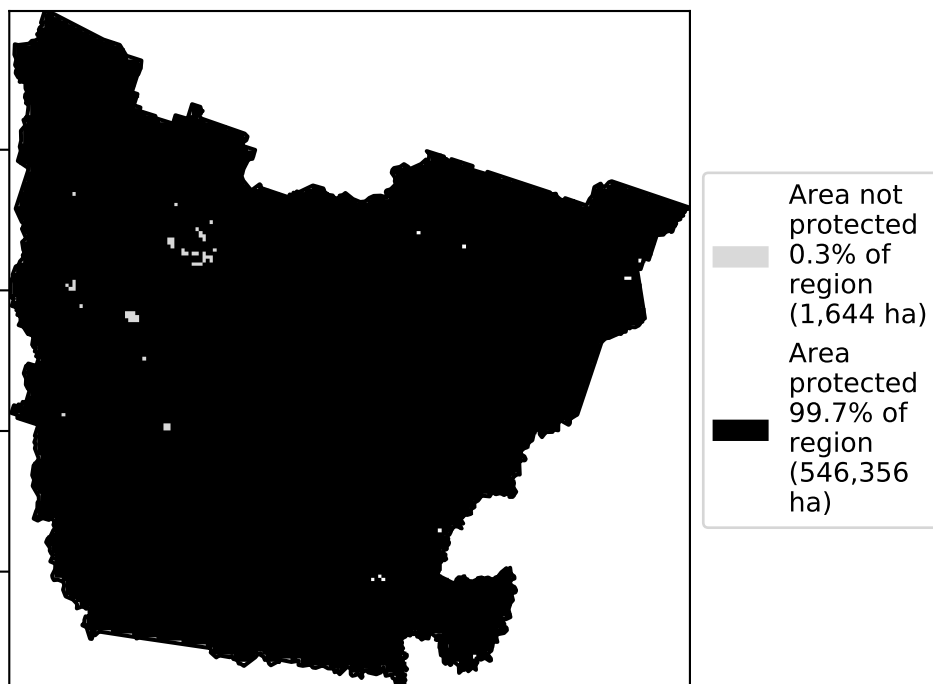 Area not
protected
0.3% of
region
(1,644 ha)
Area
protected
99.7% of
region
(546,356
ha)